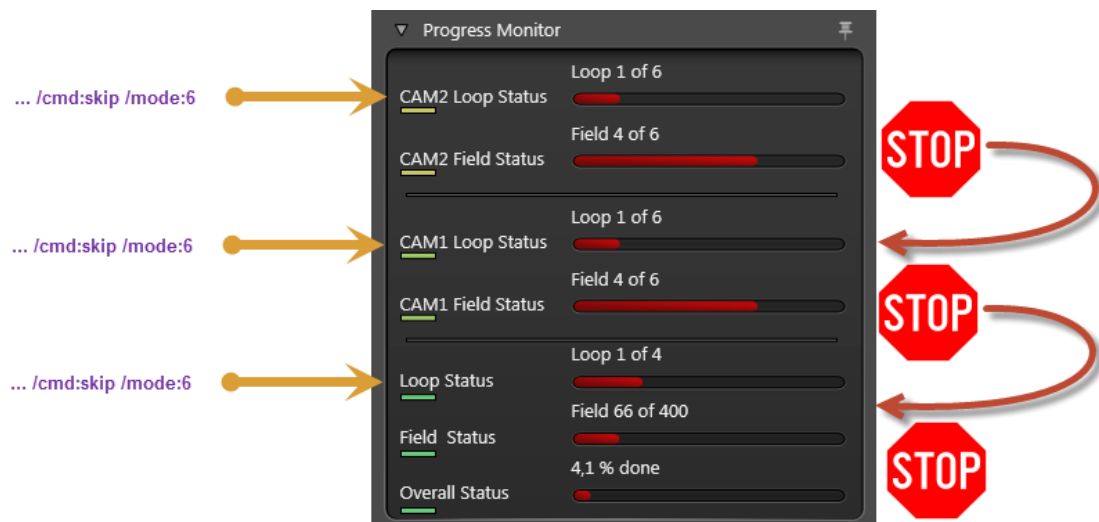 Progress Monitor
Loop 1 of 6
... /cmd:skip /mode:6
CAM2 Loop Status
Field 4 of 6
CAM2 Field Status
STOP
Loop 1 of 6
... /cmd:skip /mode:6
CAM1 Loop Status
Field 4 of 6
CAM1 Field Status
STOP
Loop 1 of 4
... /cmd:skip /mode:6
Loop Status
Field 66 of 400
Field Status
4,1 % done
STOP
Overall Status